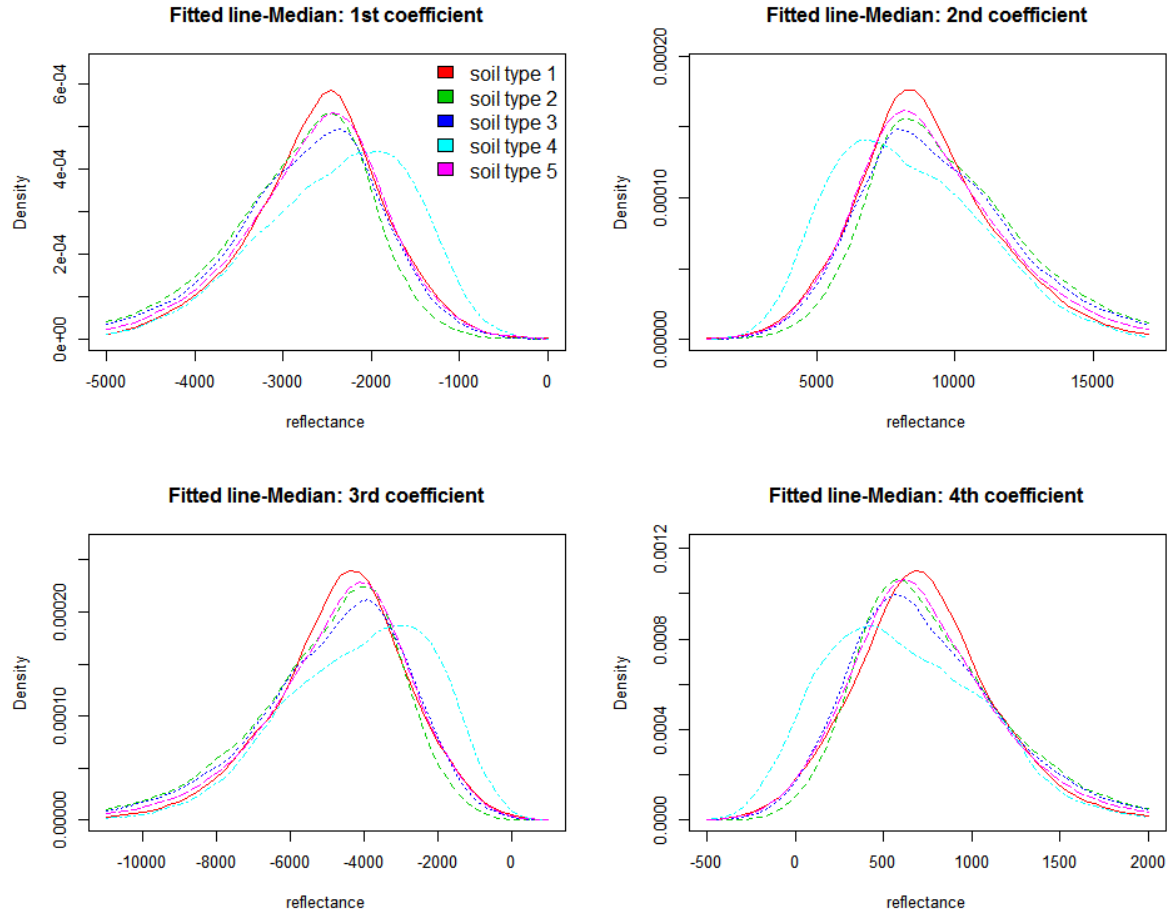 Fitted line-Median: 1st coefficient
Density
0e+00
2e-04
4e-04
6e-04
soil type 1
soil type 2
soil type 3
soil type 4
soil type 5
-5000 -4000 -3000 -2000 -1000 0
reflectance
Fitted line-Median: 2nd coefficient
Density
0.00000
0.00010
0.00020
5000 10000 15000
reflectance
Fitted line-Median: 3rd coefficient
Density
0.00000
0.00010
0.00020
-10000 -8000 -6000 -4000 -2000 0
reflectance
Fitted line-Median: 4th coefficient
Density
0.0000
0.0004
0.0008
0.0012
-500 0 500 1000 1500 2000
reflectance